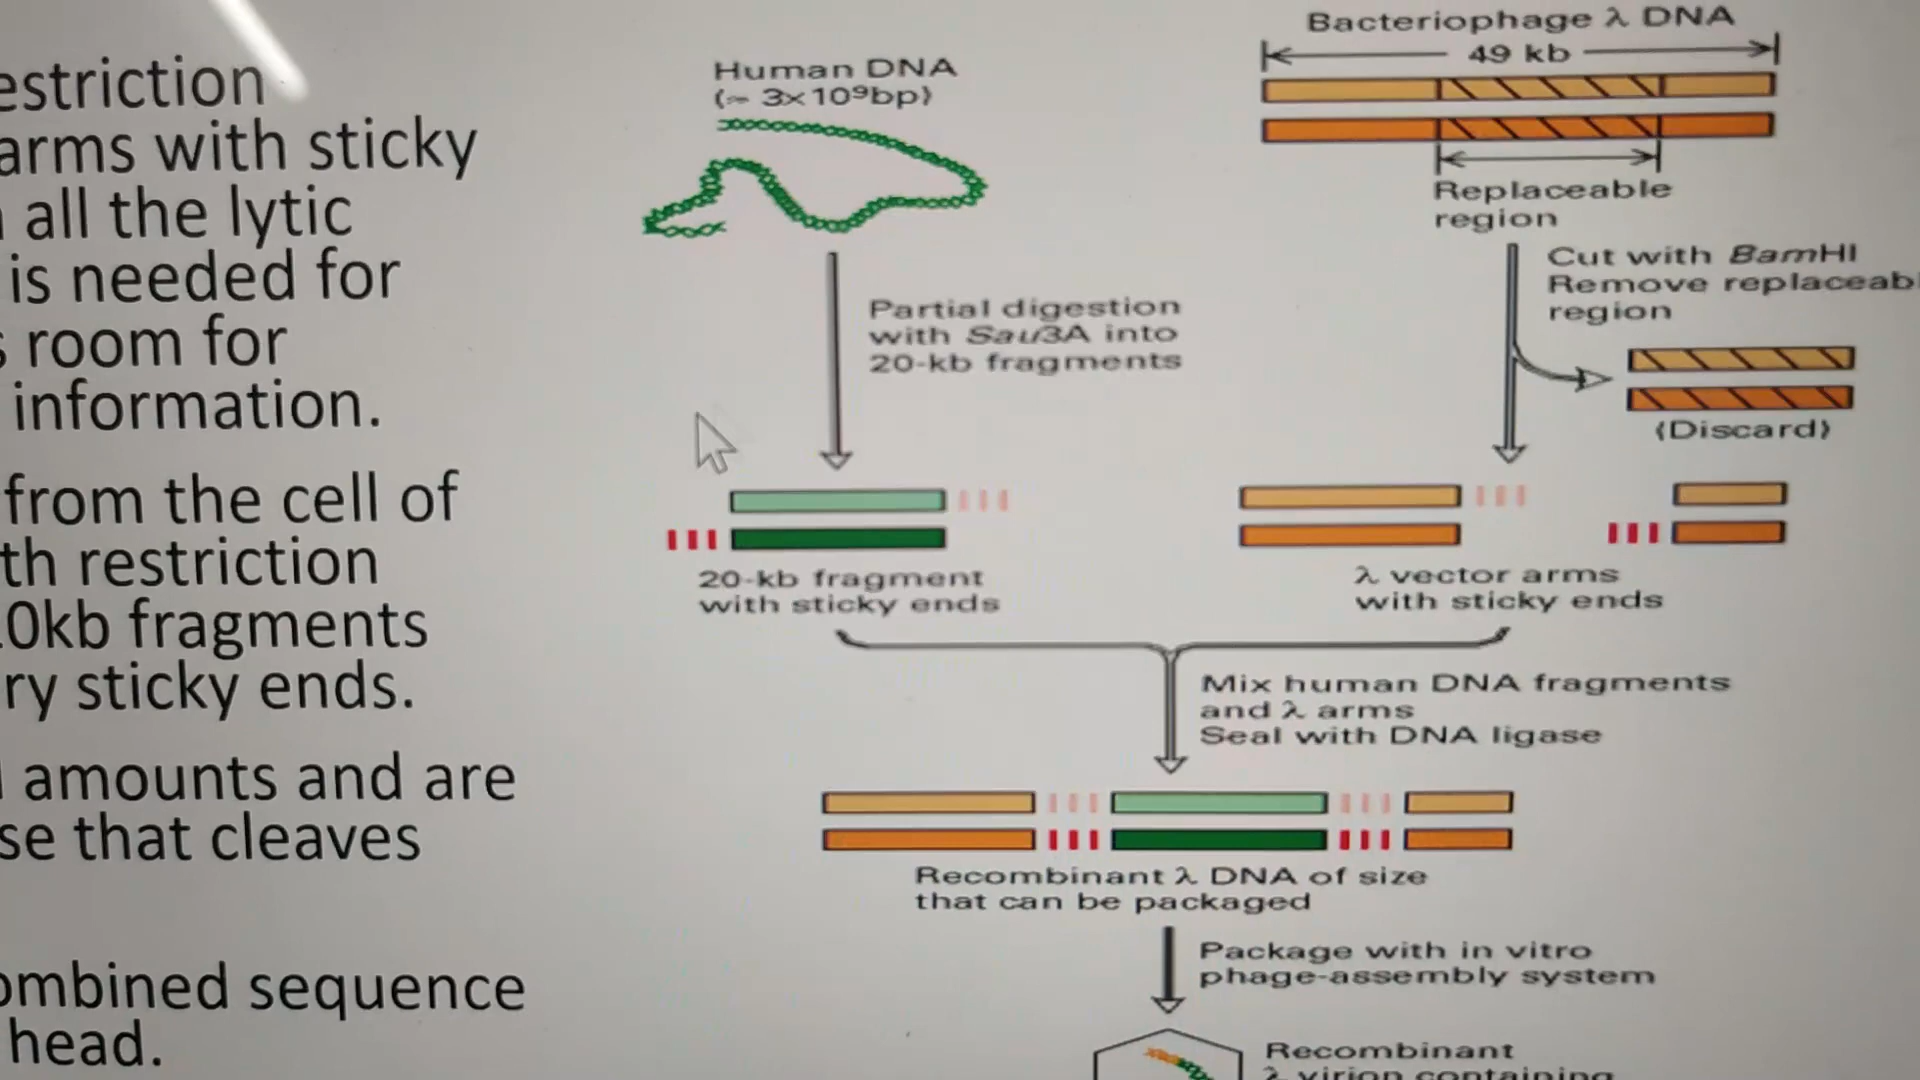 estriction
arms with sticky
all the lytic
is needed for
room for
information.
from the cell of
th restriction
0kb fragments
ry sticky ends.
amounts and are
se that cleaves
ombined sequence
head.
Human DNA
(~ 3x10⁹bp)
Partial digestion
with Sau3A into
20-kb fragments
20-kb fragment
with sticky ends
Bacteriophage λ DNA
49 kb
Replaceable
region
Cut with BamHI
Remove replaceabl
region
(Discard)
λ vector arms
with sticky ends
Mix human DNA fragments
and λ arms
Seal with DNA ligase
Recombinant λ DNA of size
that can be packaged
Package with in vitro
phage-assembly system
Recombinant
λ virion containing